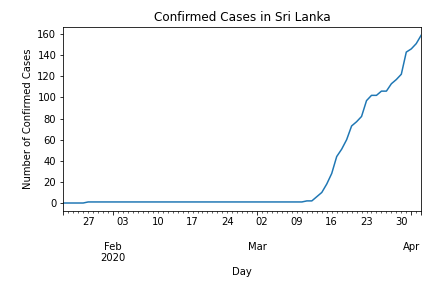 Confirmed Cases in Sri Lanka
Number of Confirmed Cases
160
140
120
100
80
60
40
20
0
27 03 10 17 24 02 09 16 23 30
Feb Mar Apr
2020
Day